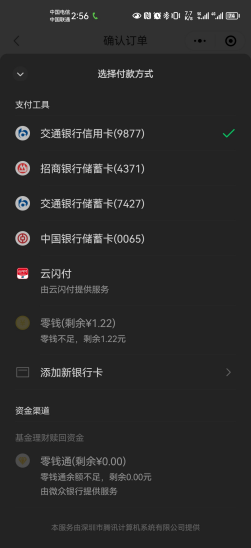 中国电信
中国联通
2:56
7.7
K/s
确认订单
选择付款方式
支付工具
交通银行信用卡(9877)
招商银行储蓄卡(4371)
交通银行储蓄卡(7427)
中国银行储蓄卡(0065)
云闪付
由云闪付提供服务
零钱(剩余¥1.22)
零钱不足，剩余1.22元
添加新银行卡
资金渠道
基金理财赎回资金
零钱通(剩余¥0.00)
零钱通余额不足，剩余0.00元
由微众银行提供服务
本服务由深圳市腾讯计算机系统有限公司提供